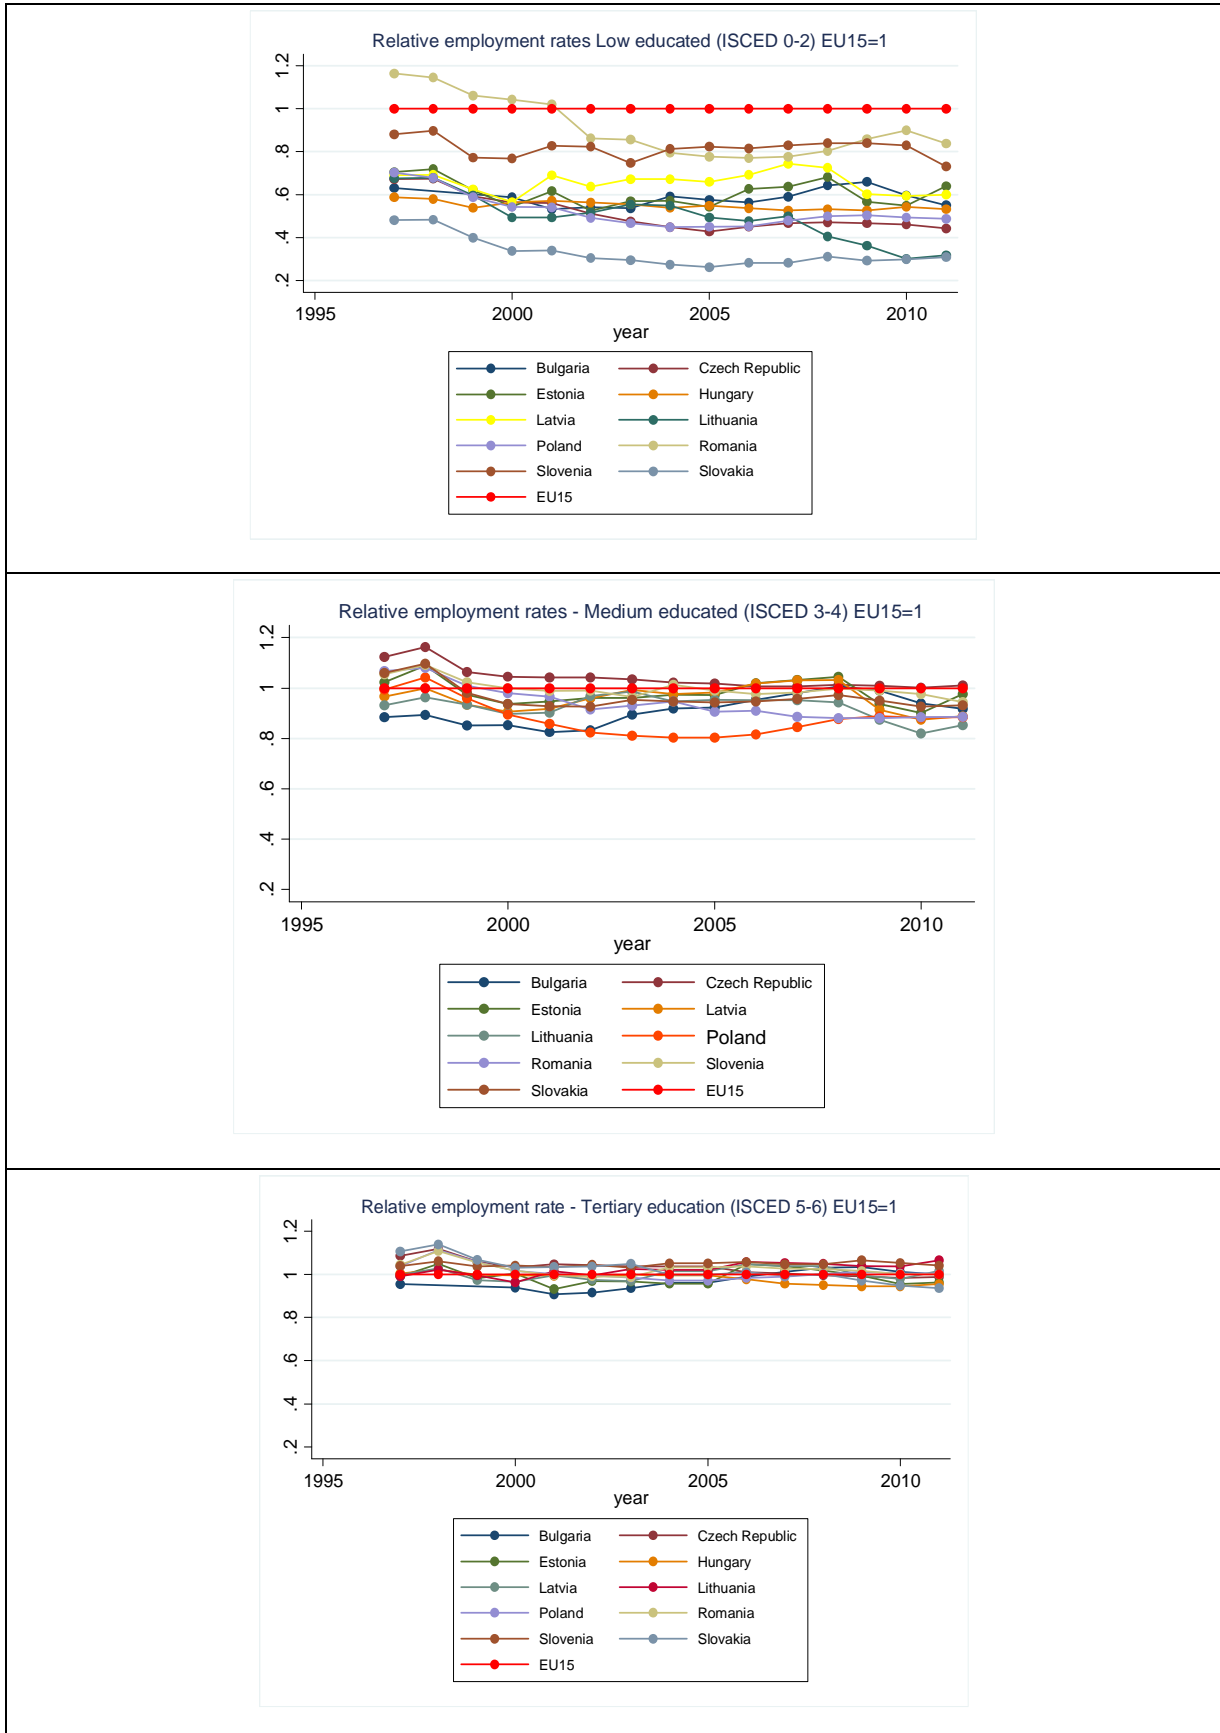 Relative employment rates Low educated (ISCED 0-2) EU15=1
1.2
1
.8
.6
.4
.2
1995 2000 2005 2010
year
Bulgaria Czech Republic
Estonia Hungary
Latvia Lithuania
Poland Romania
Slovenia Slovakia
EU15
Relative employment rates - Medium educated (ISCED 3-4) EU15=1
1.2
1
.8
.6
.4
.2
1995 2000 2005 2010
year
Bulgaria Czech Republic
Estonia Latvia
Lithuania Poland
Romania Slovenia
Slovakia EU15
Relative employment rate - Tertiary education (ISCED 5-6) EU15=1
1.2
1
.8
.6
.4
.2
1995 2000 2005 2010
year
Bulgaria Czech Republic
Estonia Hungary
Latvia Lithuania
Poland Romania
Slovenia Slovakia
EU15